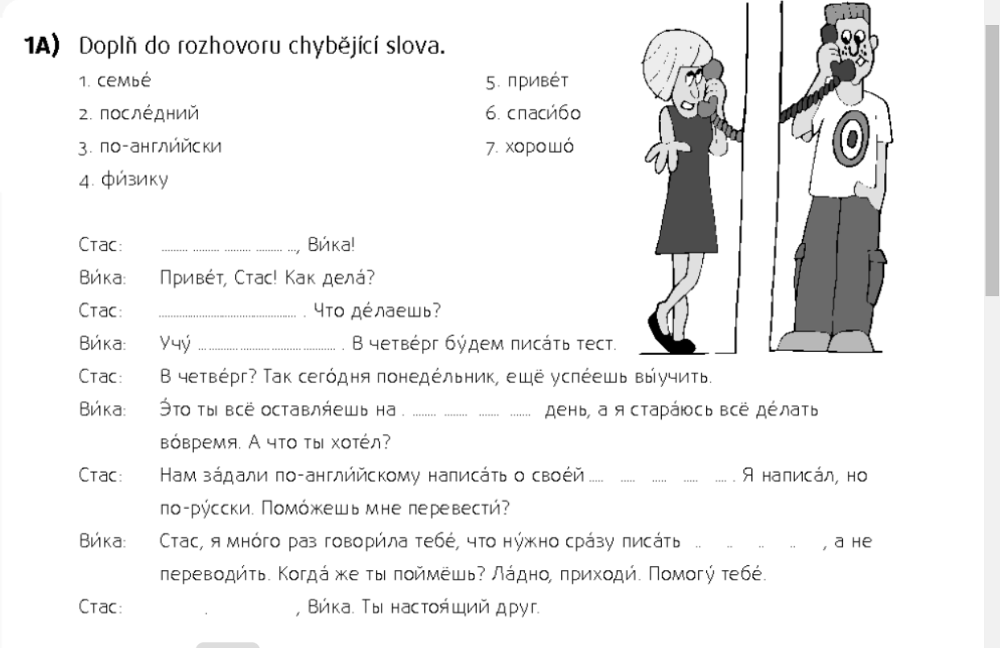 1A) Doplň do rozhovoru chybějící slova.
1. семье́
5. приве́т
2. после́дний
6. спаси́бо
3. по-англи́йски
7. хорошо́
4. фи́зику
Стас: ........ ........ ........ ........ ..., Ви́ка!
Ви́ка: Приве́т, Стас! Как дела́?
Стас: ........................................ . Что де́лаешь?
Ви́ка: Учу́ ........................................ . В четве́рг бу́дем писа́ть тест.
Стас: В четве́рг? Так сего́дня понеде́льник, ещё успе́ешь вы́учить.
Ви́ка: Э́то ты всё оставля́ешь на . ....... ....... ...... ...... день, а я стара́юсь всё де́лать
во́время. А что ты хоте́л?
Стас: Нам за́дали по-англи́йскому написа́ть о свое́й ..... ..... ..... ..... .... . Я написа́л, но
по-ру́сски. Помо́жешь мне перевести́?
Ви́ка: Стас, я мно́го раз говори́ла тебе́, что ну́жно сра́зу писа́ть .. .. .. .. , а не
переводи́ть. Когда́ же ты поймёшь? Ла́дно, приходи́. Помогу́ тебе́.
Стас: . , Ви́ка. Ты настоя́щий друг.